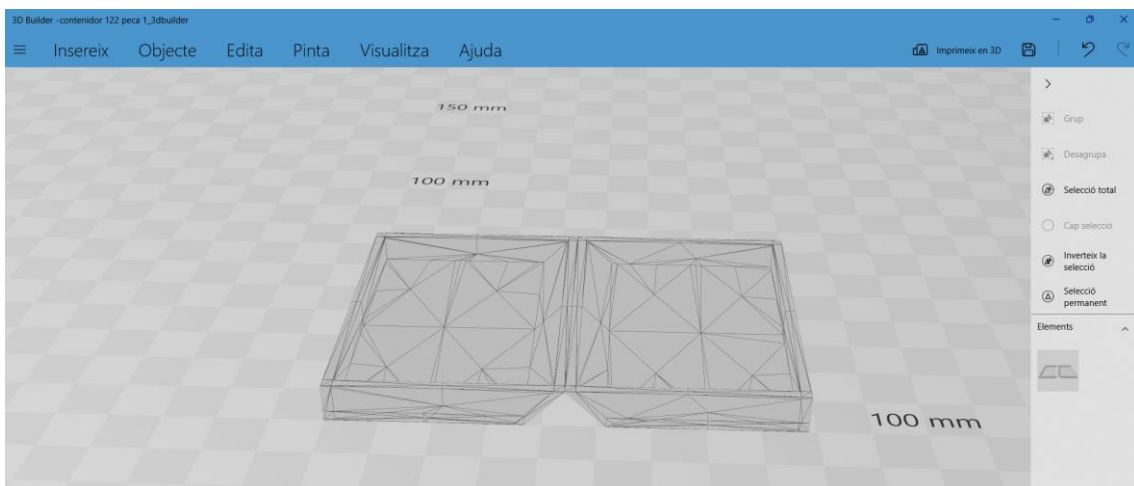 3D Builder -contenidor 122 peca 1_3dbuilder
Insereix Objecte Edita Pinta Visualitza Ajuda
Imprimeix en 3D
150 mm
100 mm
100 mm
Grup
Desagrupa
Selecció total
Cap selecció
Inverteix la
selecció
Selecció
permanent
Elements